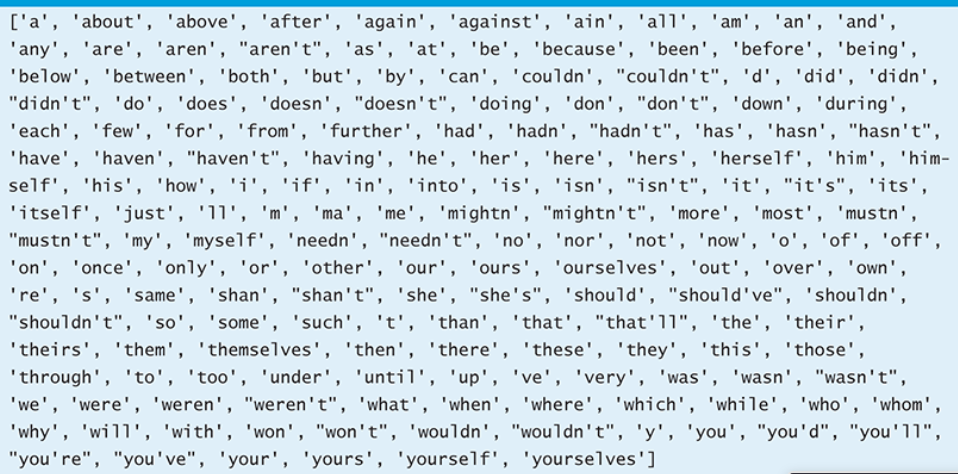 ['a', 'about', 'above', 'after', 'again', 'against', 'ain', 'all', 'am', 'an', 'and',
'any', 'are', 'aren', "aren't", 'as', 'at', 'be', 'because', 'been', 'before', 'being',
'below', 'between', 'both', 'but', 'by', 'can', 'couldn', "couldn't", 'd', 'did', 'didn',
"didn't", 'do', 'does', 'doesn', "doesn't", 'doing', 'don', "don't", 'down', 'during',
'each', 'few', 'for', 'from', 'further', 'had', 'hadn', "hadn't", 'has', 'hasn', "hasn't",
'have', 'haven', "haven't", 'having', 'he', 'her', 'here', 'hers', 'herself', 'him', 'him-
self', 'his', 'how', 'i', 'if', 'in', 'into', 'is', 'isn', "isn't", 'it', "it's", 'its',
'itself', 'just', 'll', 'm', 'ma', 'me', 'mightn', "mightn't", 'more', 'most', 'mustn',
"mustn't", 'my', 'myself', 'needn', "needn't", 'no', 'nor', 'not', 'now', 'o', 'of', 'off',
'on', 'once', 'only', 'or', 'other', 'our', 'ours', 'ourselves', 'out', 'over', 'own',
're', 's', 'same', 'shan', "shan't", 'she', "she's", 'should', "should've", 'shouldn',
"shouldn't", 'so', 'some', 'such', 't', 'than', 'that', "that'll", 'the', 'their',
'theirs', 'them', 'themselves', 'then', 'there', 'these', 'they', 'this', 'those',
'through', 'to', 'too', 'under', 'until', 'up', 've', 'very', 'was', 'wasn', "wasn't",
'we', 'were', 'weren', "weren't", 'what', 'when', 'where', 'which', 'while', 'who', 'whom',
'why', 'will', 'with', 'won', "won't", 'wouldn', "wouldn't", 'y', 'you', "you'd", "you'll",
"you're", "you've", 'your', 'yours', 'yourself', 'yourselves']